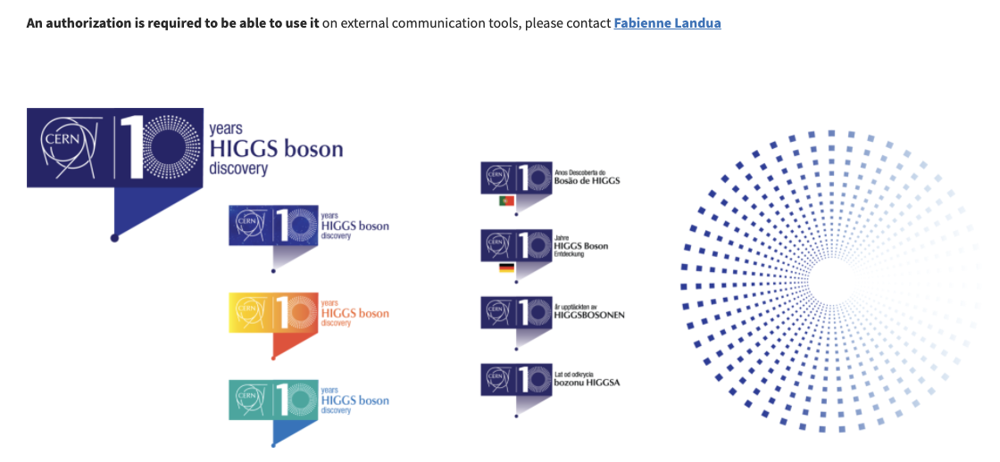 An authorization is required to be able to use it on external communication tools, please contact Fabienne Landua
CERN 10
years
HIGGS boson
discovery
CERN 10
years
HIGGS boson
discovery
CERN 10
years
HIGGS boson
discovery
CERN 10
years
HIGGS boson
discovery
CERN 10
Anos Descoberta do
Bosão de HIGGS
CERN 10
Jahre
HIGGS Boson
Entdeckung
CERN 10
år upptäckten av
HIGGSBOSONEN
CERN 10
Lat od odkrycia
bozonu HIGGSA